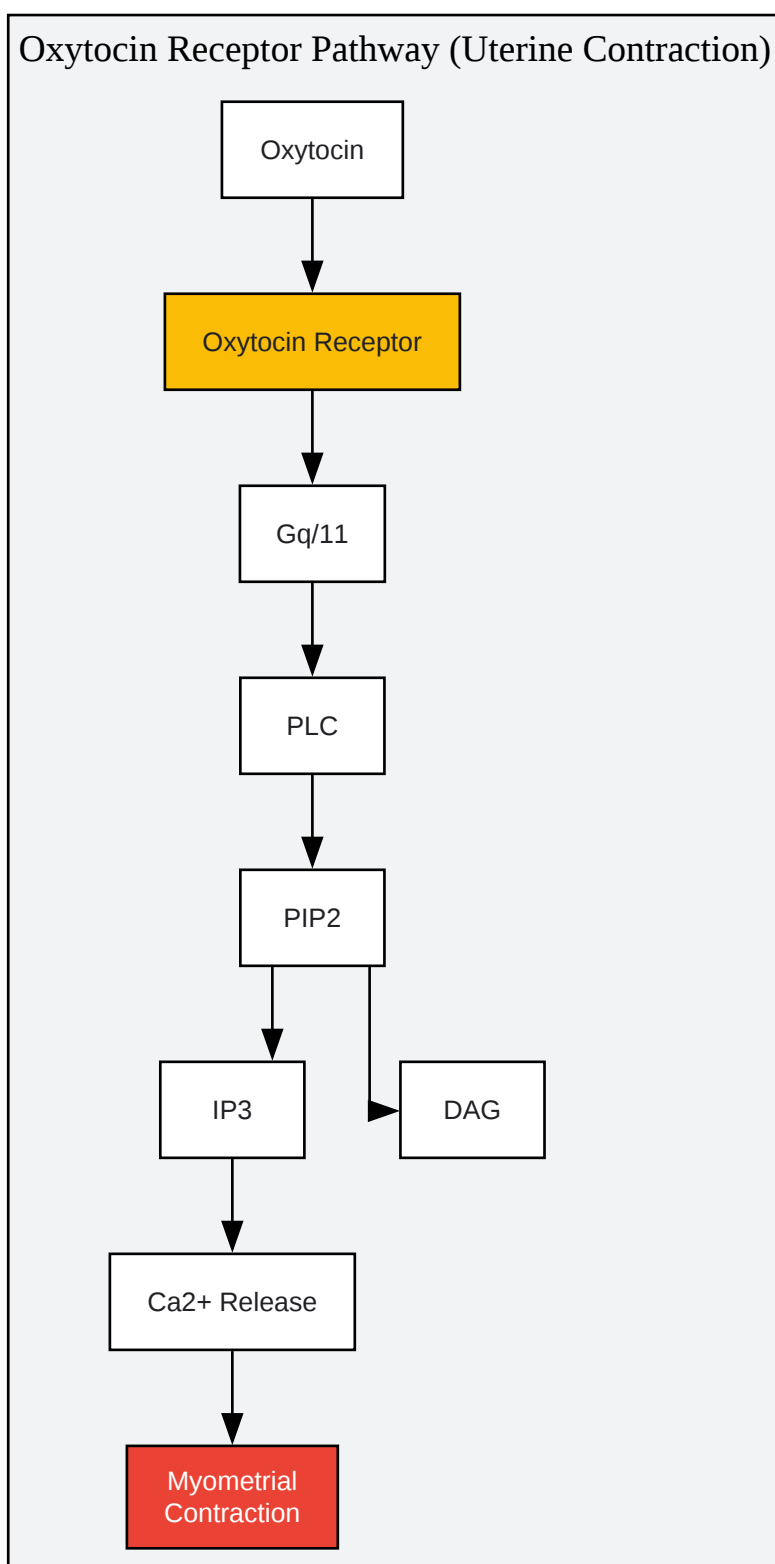 Oxytocin Receptor Pathway (Uterine Contraction)
Oxytocin
Oxytocin Receptor
Gq/11
PLC
PIP2
IP3
DAG
Ca2+ Release
Myometrial
Contraction